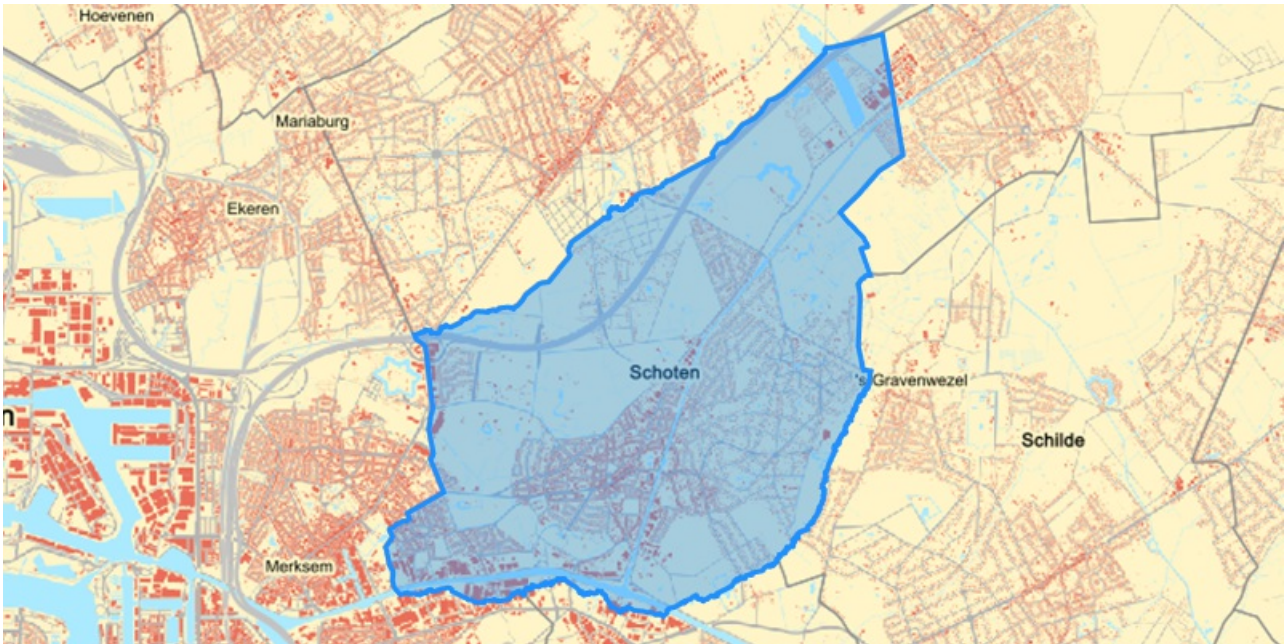 Hoevenen
Mariaburg
Ekeren
Schoten
's Gravenwezel
n
Schilde
Merksem